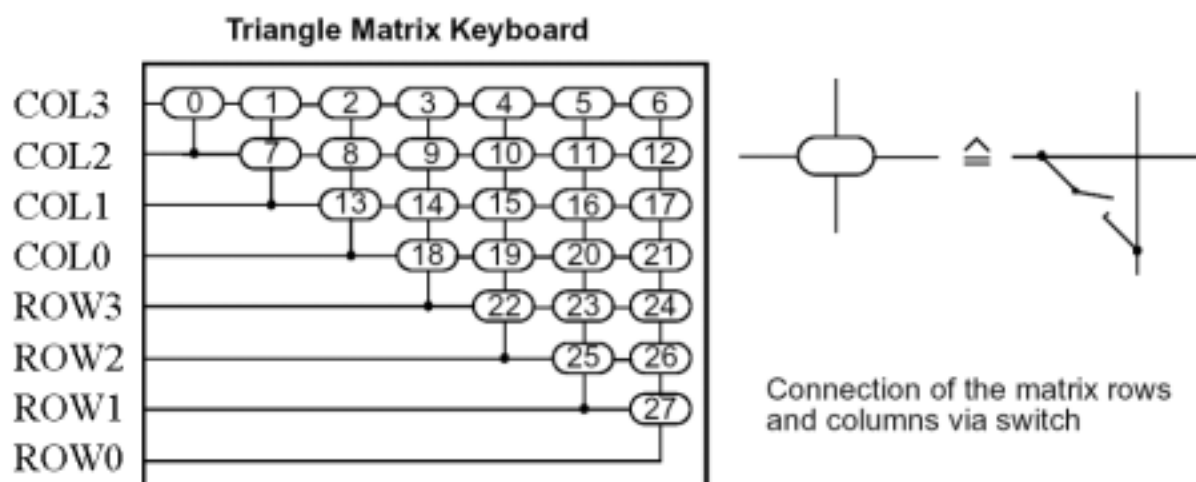 Triangle Matrix Keyboard
COL3 0 1 2 3 4 5 6
COL2 7 8 9 10 11 12
COL1 13 14 15 16 17
COL0 18 19 20 21
ROW3 22 23 24
ROW2 25 26
ROW1 27
ROW0
≙
Connection of the matrix rows
and columns via switch